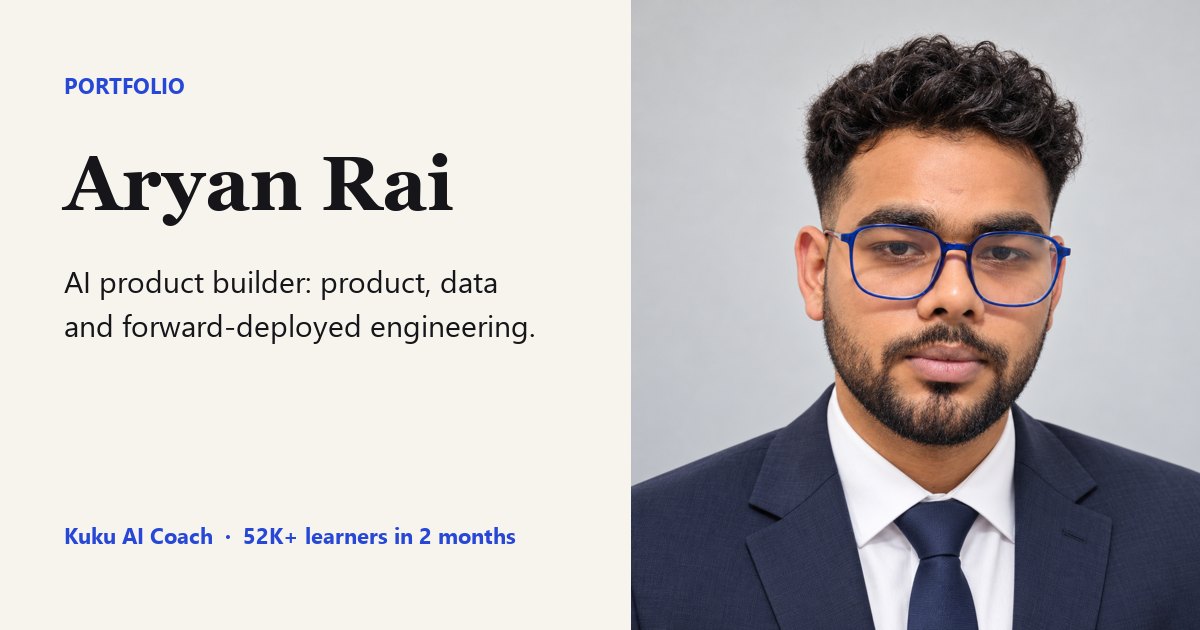 PORTFOLIO
Aryan Rai
AI product builder: product, data
and forward-deployed engineering.
Kuku AI Coach · 52K+ learners in 2 months